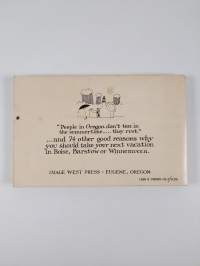 "People in Oregon don't tan in
the summertime..... they rust."
...and 74 other good reasons why
you should take your next vacation
in Boise, Barstow or Winnemucca.
IMAGE WEST PRESS · EUGENE, OREGON